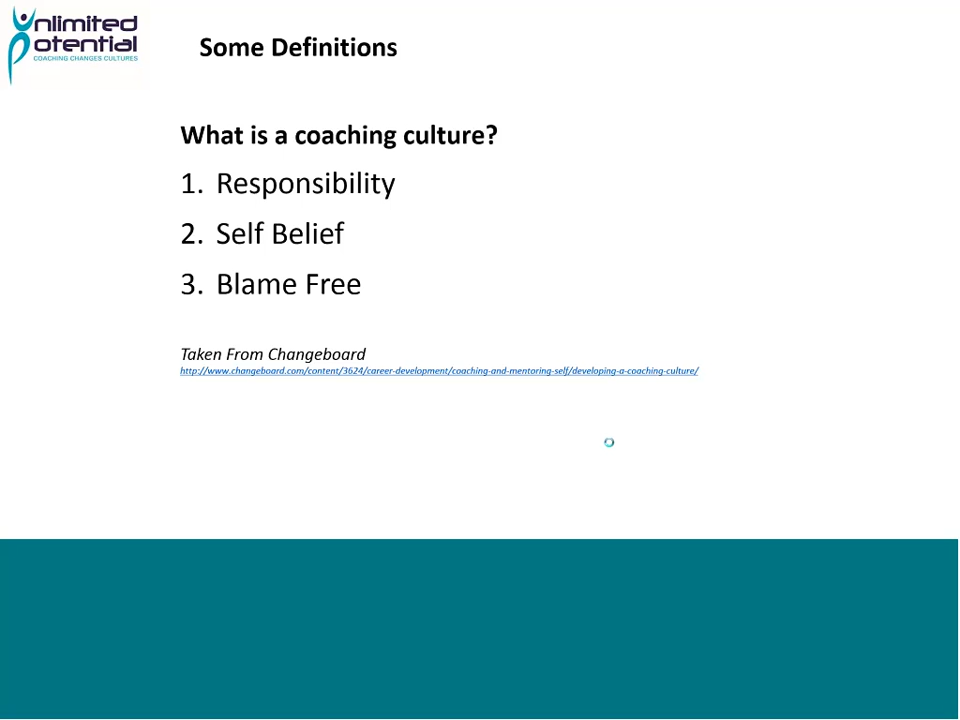 Unlimited
Potential
COACHING CHANGES CULTURES
Some Definitions
What is a coaching culture?
1. Responsibility
2. Self Belief
3. Blame Free
Taken From Changeboard
http://www.changeboard.com/content/3624/career-development/coaching-and-mentoring-self/developing-a-coaching-culture/